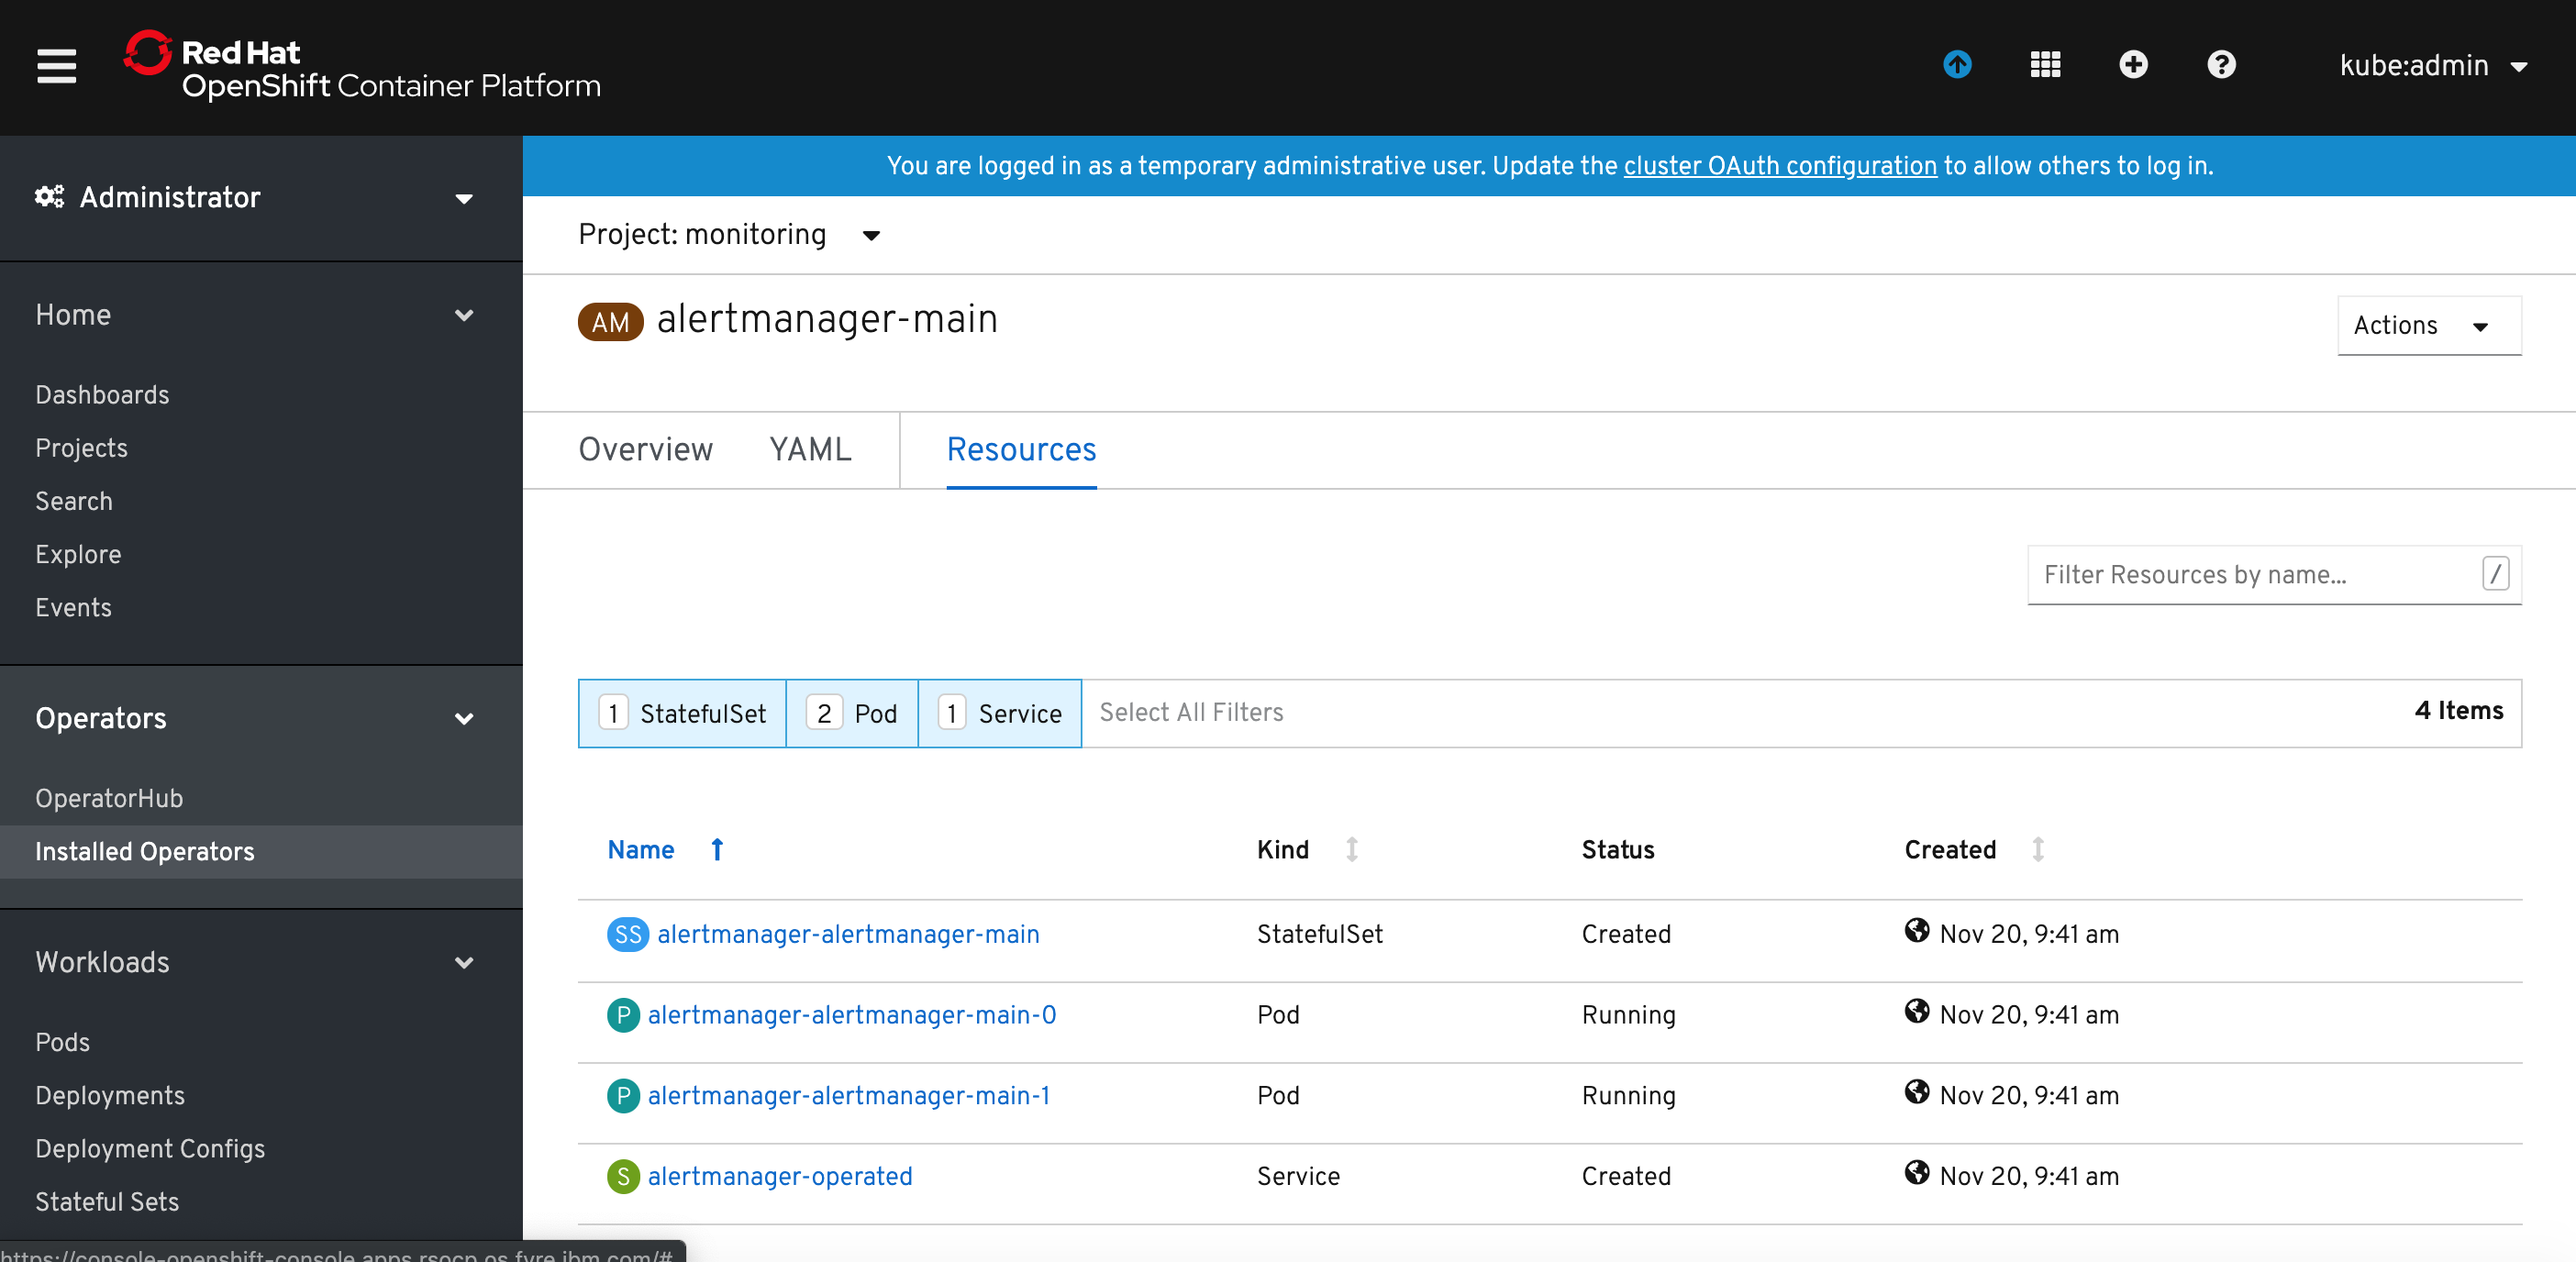 Red Hat
OpenShift Container Platform
kube:admin
Administrator
You are logged in as a temporary administrative user. Update the cluster OAuth configuration to allow others to log in.
Project: monitoring
Home
AM alertmanager-main
Actions
Dashboards
Projects
Search
Explore
Events
Overview YAML Resources
Filter Resources by name... /
Operators
1 StatefulSet 2 Pod 1 Service Select All Filters 4 Items
OperatorHub
Installed Operators
Name Kind Status Created
SS alertmanager-alertmanager-main StatefulSet Created Nov 20, 9:41 am
Workloads
P alertmanager-alertmanager-main-0 Pod Running Nov 20, 9:41 am
Pods
P alertmanager-alertmanager-main-1 Pod Running Nov 20, 9:41 am
Deployments
Deployment Configs
S alertmanager-operated Service Created Nov 20, 9:41 am
Stateful Sets
https://console-openshift-console.apps.rsocp.os.fyre.ibm.com/#